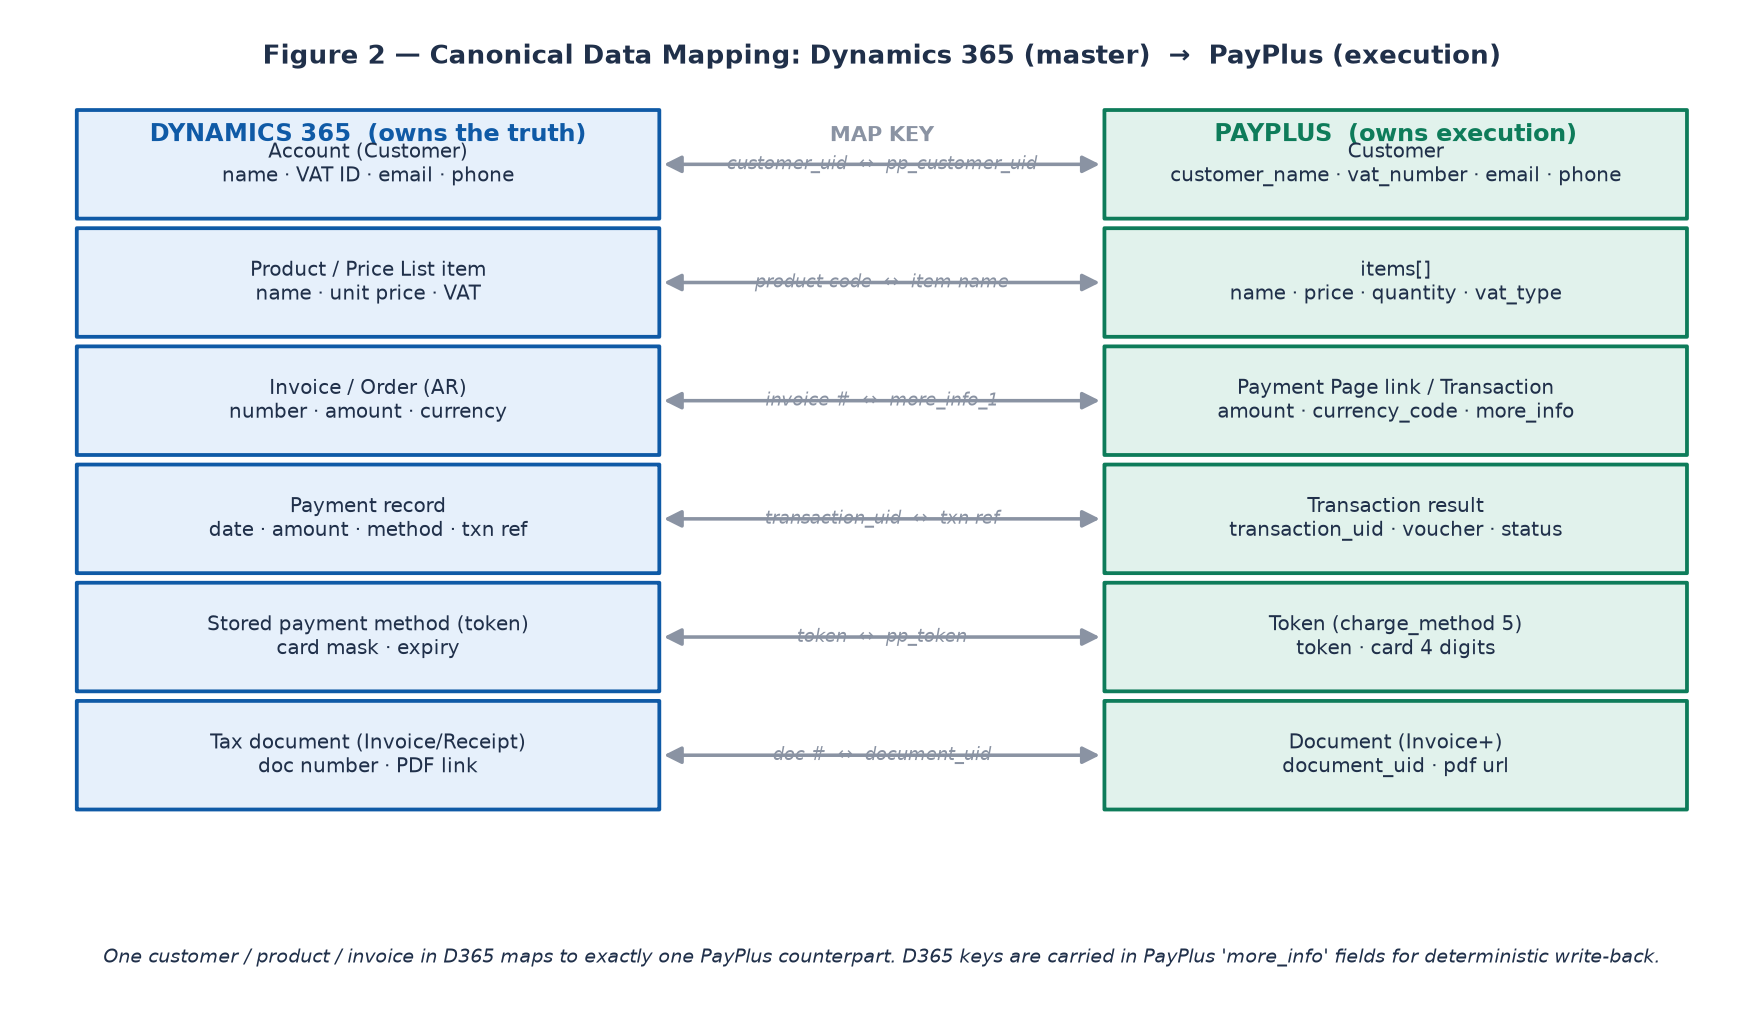 Figure 2 — Canonical Data Mapping: Dynamics 365 (master) → PayPlus (execution)
DYNAMICS 365 (owns the truth)
MAP KEY
PAYPLUS (owns execution)
Account (Customer)
name · VAT ID · email · phone
customer_uid ↔ pp_customer_uid
Customer
customer_name · vat_number · email · phone
Product / Price List item
name · unit price · VAT
product code ↔ item name
items[]
name · price · quantity · vat_type
Invoice / Order (AR)
number · amount · currency
invoice # ↔ more_info_1
Payment Page link / Transaction
amount · currency_code · more_info
Payment record
date · amount · method · txn ref
transaction_uid ↔ txn ref
Transaction result
transaction_uid · voucher · status
Stored payment method (token)
card mask · expiry
token ↔ pp_token
Token (charge_method 5)
token · card 4 digits
Tax document (Invoice/Receipt)
doc number · PDF link
doc # ↔ document_uid
Document (Invoice+)
document_uid · pdf url
One customer / product / invoice in D365 maps to exactly one PayPlus counterpart. D365 keys are carried in PayPlus 'more_info' fields for deterministic write-back.